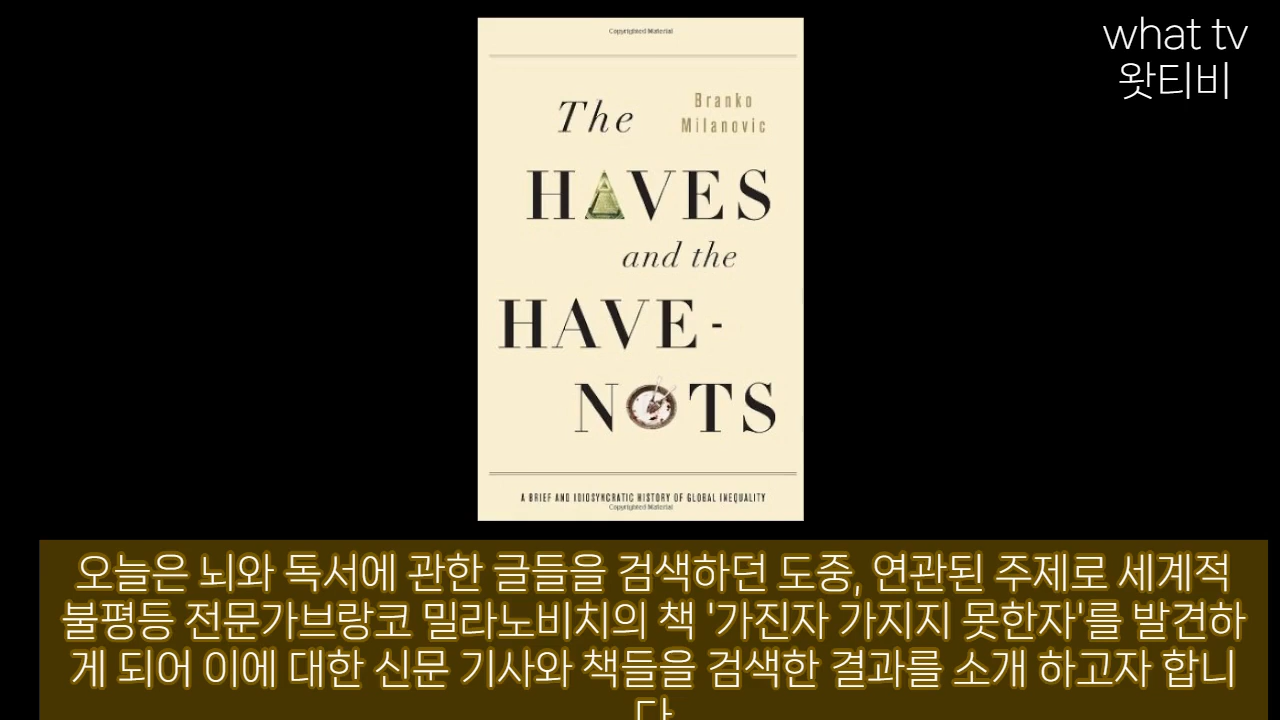 Copyrighted Material
what tv
왓티비
The
Branko
Milanovic
HAVES
and the
HAVE-
NOTS
A BRIEF AND IDIOSYNCRATIC HISTORY OF GLOBAL INEQUALITY
Copyrighted Material
오늘은 뇌와 독서에 관한 글들을 검색하던 도중, 연관된 주제로 세계적
불평등 전문가브랑코 밀라노비치의 책 '가진자 가지지 못한자'를 발견하
게 되어 이에 대한 신문 기사와 책들을 검색한 결과를 소개 하고자 합니
다